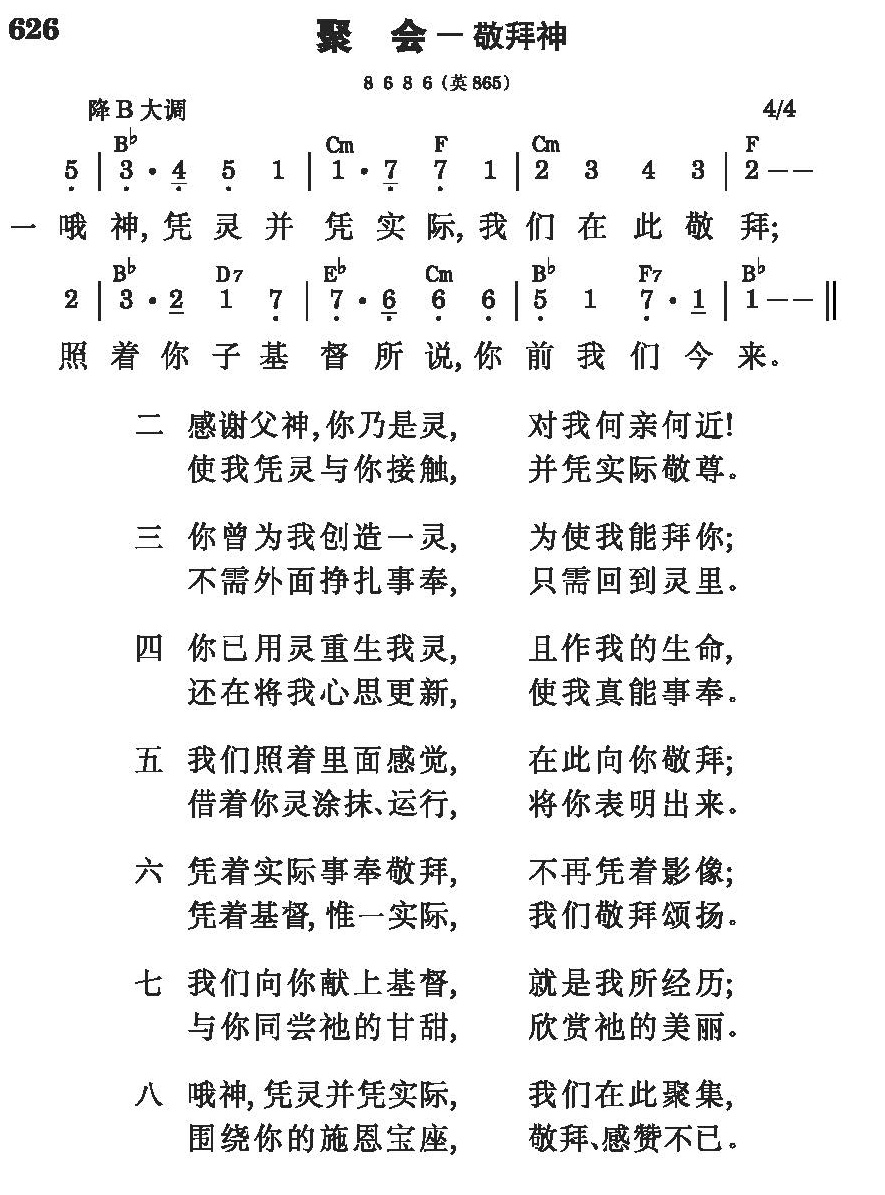 626
聚 会 — 敬拜神
8 6 8 6 (英 865)
降 B 大调 4/4
B♭ Cm F Cm F
5̣ | 3̣ · 4̣ 5̣ 1 | 1 · 7̣ 7̣ 1 | 2 3 4 3 | 2 – –
一 哦 神, 凭 灵 并 凭 实 际, 我 们 在 此 敬 拜;
B♭ D7 E♭ Cm B♭ F7 B♭
2 | 3 · 2 1 7̣ | 7̣ · 6̣ 6̣ 6̣ | 5̣ 1 7̣ · 1 | 1 – – ‖
照 着 你 子 基 督 所 说, 你 前 我 们 今 来。
二 感谢父神, 你乃是灵, 对我何亲何近!
使我凭灵与你接触, 并凭实际敬尊。
三 你曾为我创造一灵, 为使我能拜你;
不需外面挣扎事奉, 只需回到灵里。
四 你已用灵重生我灵, 且作我的生命,
还在将我心思更新, 使我真能事奉。
五 我们照着里面感觉, 在此向你敬拜;
借着你灵涂抹、运行, 将你表明出来。
六 凭着实际事奉敬拜, 不再凭着影像;
凭着基督, 惟一实际, 我们敬拜颂扬。
七 我们向你献上基督, 就是我所经历;
与你同尝祂的甘甜, 欣赏祂的美丽。
八 哦神, 凭灵并凭实际, 我们在此聚集,
围绕你的施恩宝座, 敬拜、感赞不已。